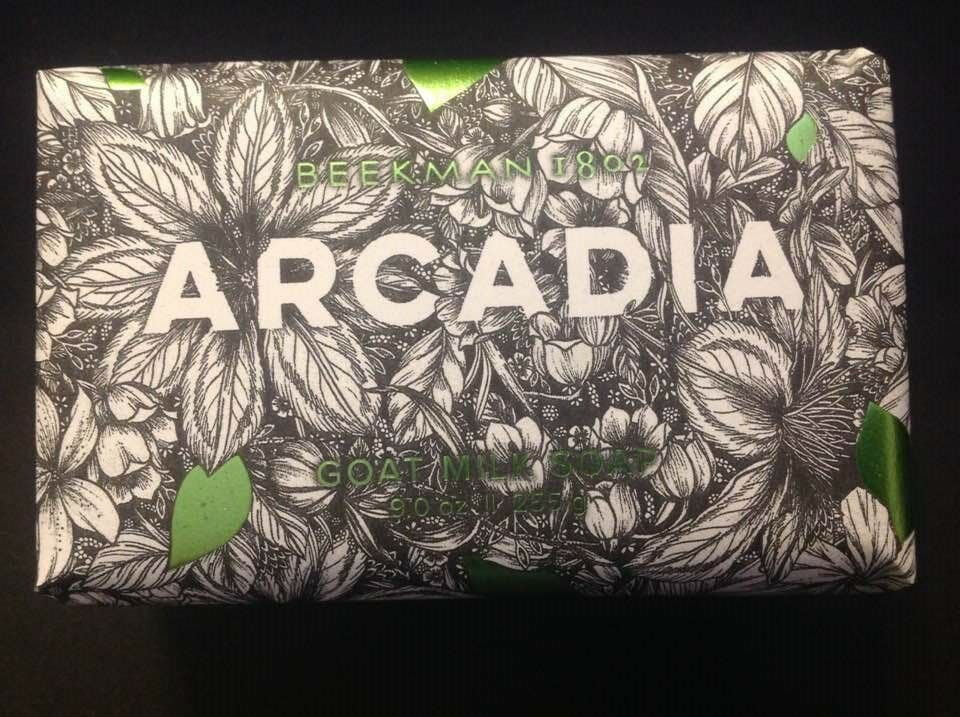 BEEKMAN 1802
ARCADIA
GOAT MILK SOAP
9.0 oz || 255 g